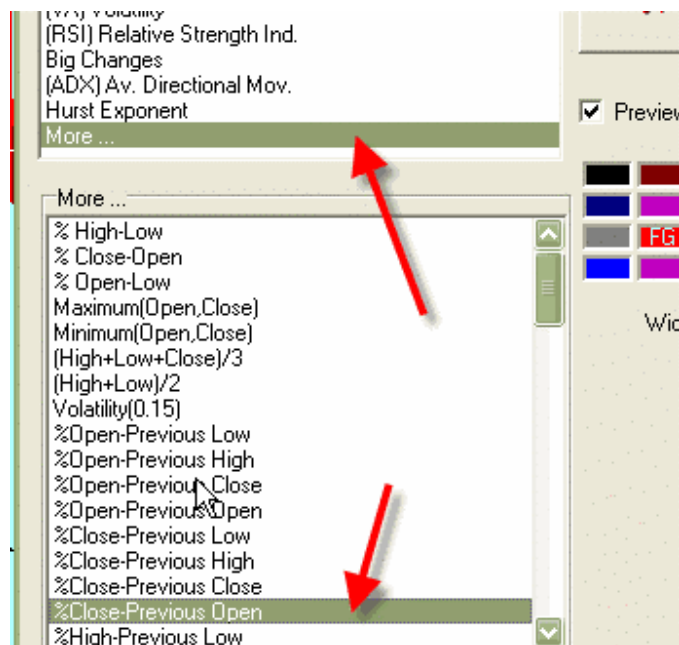 (VX) Volatility
(RSI) Relative Strength Ind.
Big Changes
(ADX) Av. Directional Mov.
Hurst Exponent
More ...
Preview
More ...
% High-Low
% Close-Open
% Open-Low
Maximum(Open,Close)
Minimum(Open,Close)
(High+Low+Close)/3
(High+Low)/2
Volatility(0.15)
%Open-Previous Low
%Open-Previous High
%Open-Previous Close
%Open-Previous Open
%Close-Previous Low
%Close-Previous High
%Close-Previous Close
%Close-Previous Open
%High-Previous Low
FG